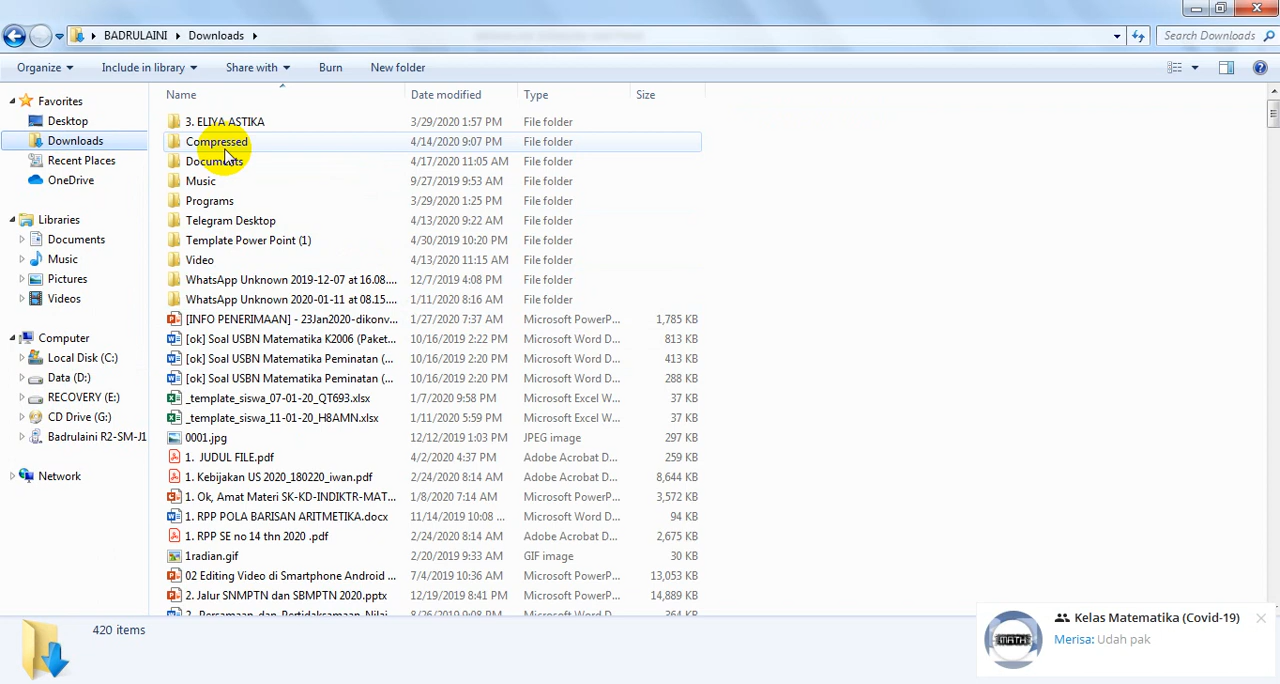 BADRULAINI Downloads
Search Downloads
Organize Include in library Share with Burn New folder
Name Date modified Type Size
Favorites
Desktop
Downloads
Recent Places
OneDrive
Libraries
Documents
Music
Pictures
Videos
Computer
Local Disk (C:)
Data (D:)
RECOVERY (E:)
CD Drive (G:)
Badrulaini R2-SM-J1
Network
3. ELIYA ASTIKA 3/29/2020 1:57 PM File folder
Compressed 4/14/2020 9:07 PM File folder
Documents 4/17/2020 11:05 AM File folder
Music 9/27/2019 9:53 AM File folder
Programs 3/29/2020 1:25 PM File folder
Telegram Desktop 4/13/2020 9:22 AM File folder
Template Power Point (1) 4/30/2019 10:20 PM File folder
Video 4/13/2020 11:15 AM File folder
WhatsApp Unknown 2019-12-07 at 16.08.... 12/7/2019 4:08 PM File folder
WhatsApp Unknown 2020-01-11 at 08.15.... 1/11/2020 8:16 AM File folder
[INFO PENERIMAAN] - 23Jan2020-dikonv... 1/27/2020 7:37 AM Microsoft PowerP... 1,785 KB
[ok] Soal USBN Matematika K2006 (Paket... 10/16/2019 2:22 PM Microsoft Word D... 813 KB
[ok] Soal USBN Matematika Peminatan (... 10/16/2019 2:20 PM Microsoft Word D... 413 KB
[ok] Soal USBN Matematika Peminatan (... 10/16/2019 2:20 PM Microsoft Word D... 288 KB
_template_siswa_07-01-20_QT693.xlsx 1/7/2020 9:58 PM Microsoft Excel W... 37 KB
_template_siswa_11-01-20_H8AMN.xlsx 1/11/2020 5:59 PM Microsoft Excel W... 37 KB
0001.jpg 12/12/2019 1:03 PM JPEG image 297 KB
1. JUDUL FILE.pdf 4/2/2020 4:37 PM Adobe Acrobat D... 259 KB
1. Kebijakan US 2020_180220_iwan.pdf 2/24/2020 8:14 AM Adobe Acrobat D... 8,644 KB
1. Ok, Amat Materi SK-KD-INDIKTR-MAT... 1/8/2020 7:14 AM Microsoft PowerP... 3,572 KB
1. RPP POLA BARISAN ARITMETIKA.docx 11/14/2019 10:08 ... Microsoft Word D... 94 KB
1. RPP SE no 14 thn 2020 .pdf 2/24/2020 8:14 AM Adobe Acrobat D... 2,675 KB
1radian.gif 2/20/2019 9:33 AM GIF image 30 KB
02 Editing Video di Smartphone Android ... 7/4/2019 10:36 AM Microsoft PowerP... 13,053 KB
2. Jalur SNMPTN dan SBMPTN 2020.pptx 12/19/2019 8:41 PM Microsoft PowerP... 14,889 KB
2. Persamaan dan Pertidaksamaan Nilai 8/26/2019 9:08 PM Microsoft Word D... 364 KB
420 items
MATH
Kelas Matematika (Covid-19)
Merisa: Udah pak